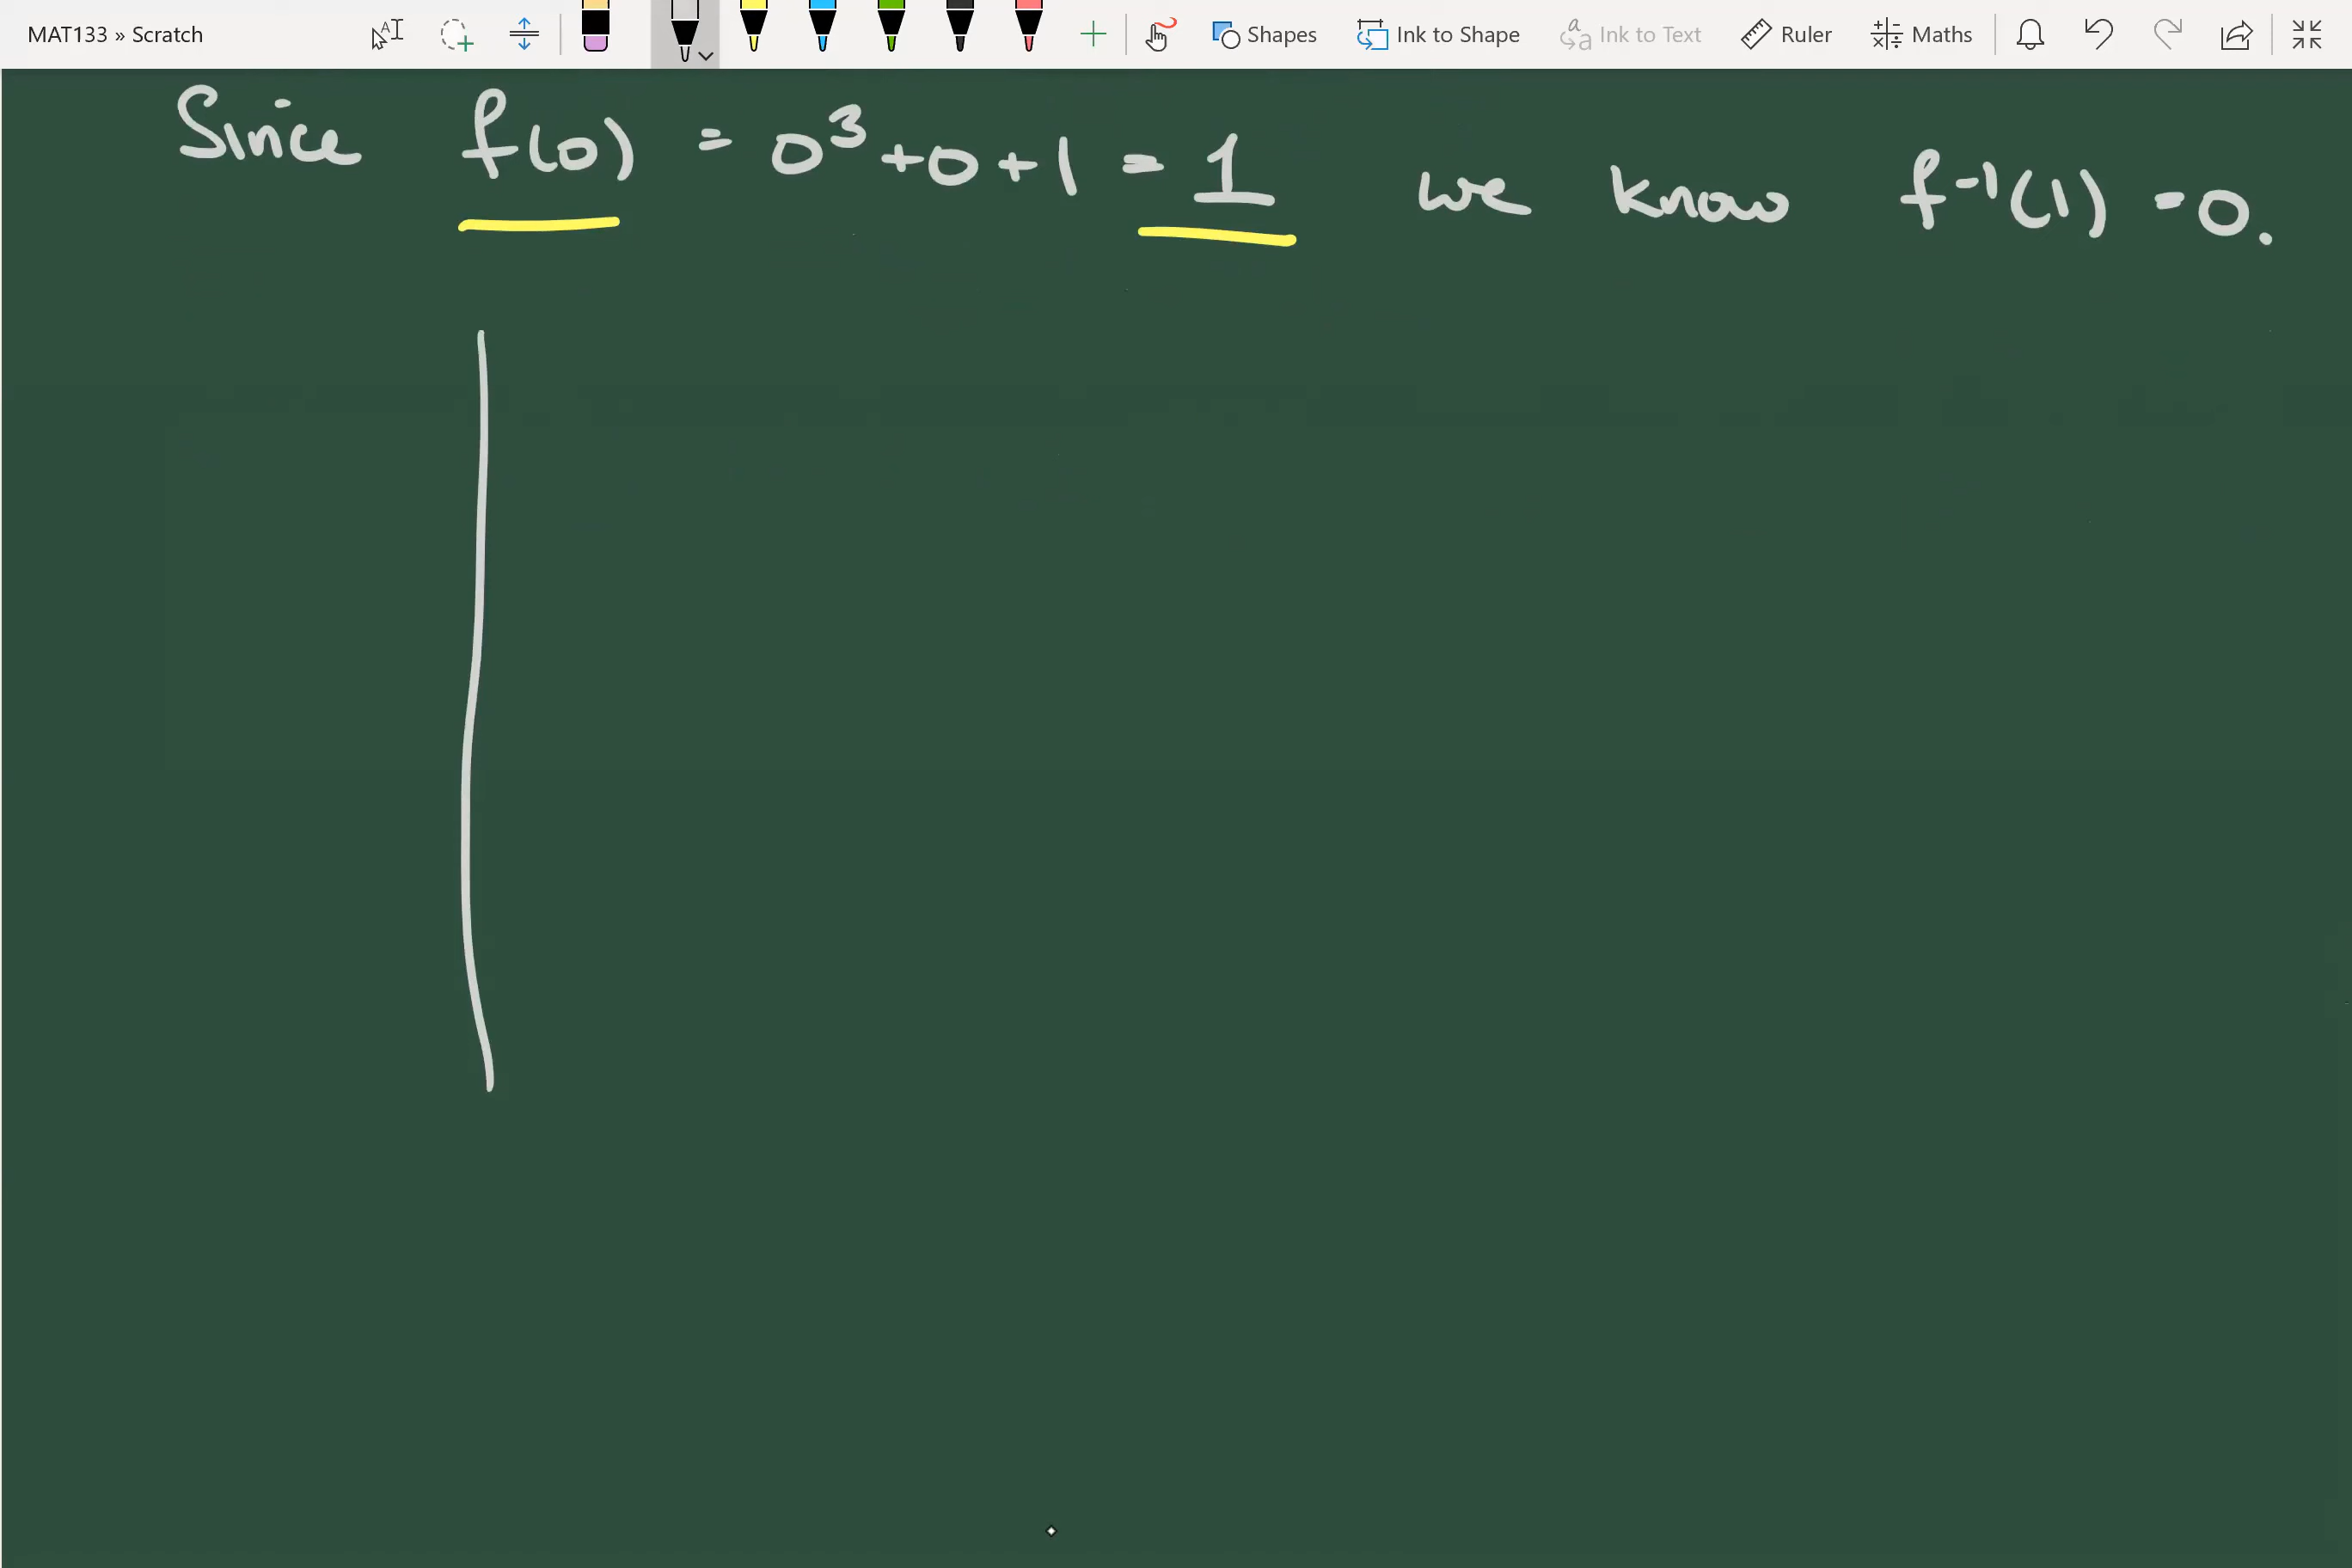 MAT133 » Scratch Shapes Ink to Shape Ink to Text Ruler Maths
Since f(0) = 0³+0+1 = 1 we know f⁻¹(1) = 0.